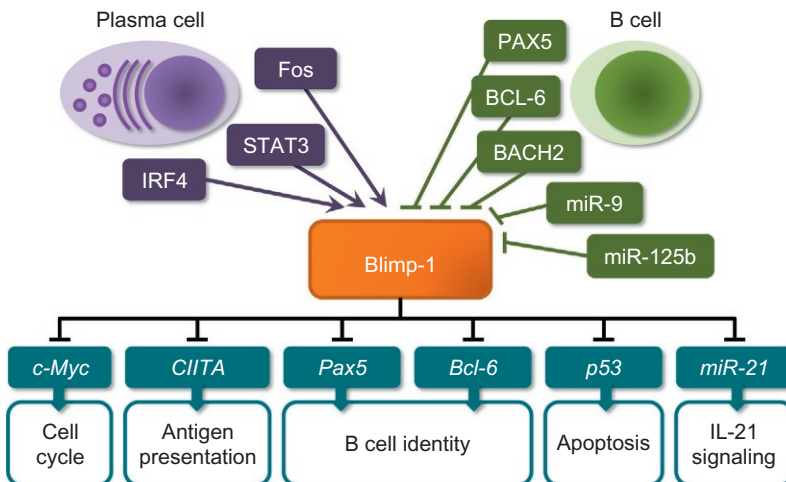 Plasma cell
B cell
Fos
PAX5
BCL-6
STAT3
BACH2
IRF4
miR-9
miR-125b
Blimp-1
c-Myc
CIITA
Pax5
Bcl-6
p53
miR-21
Cell
cycle
Antigen
presentation
B cell identity
Apoptosis
IL-21
signaling